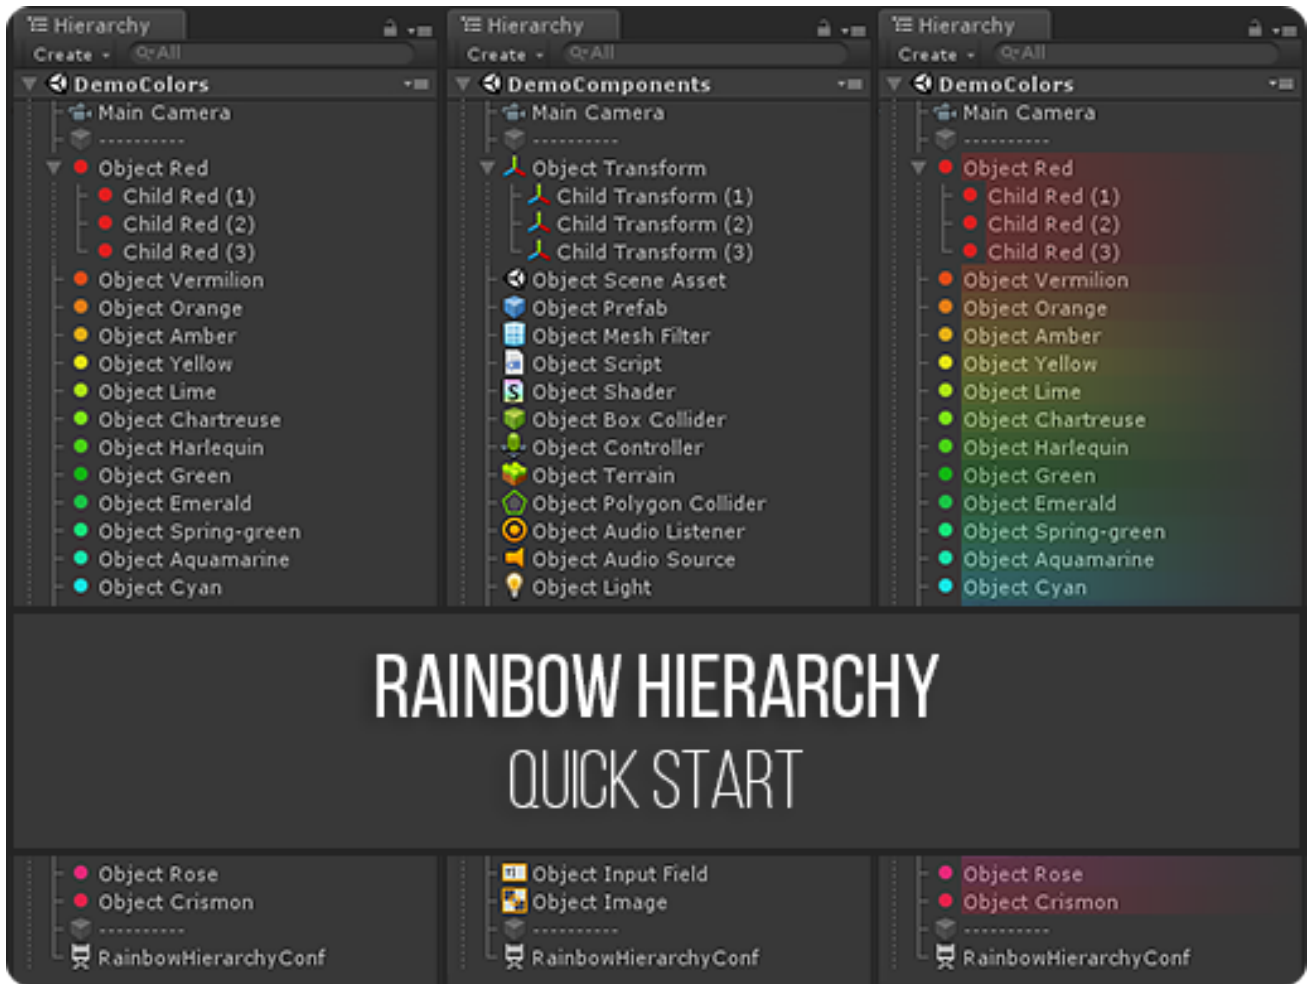 Hierarchy
Create
All
DemoColors
Main Camera
----------
Object Red
Child Red (1)
Child Red (2)
Child Red (3)
Object Vermilion
Object Orange
Object Amber
Object Yellow
Object Lime
Object Chartreuse
Object Harlequin
Object Green
Object Emerald
Object Spring-green
Object Aquamarine
Object Cyan
Hierarchy
Create
All
DemoComponents
Main Camera
----------
Object Transform
Child Transform (1)
Child Transform (2)
Child Transform (3)
Object Scene Asset
Object Prefab
Object Mesh Filter
Object Script
Object Shader
Object Box Collider
Object Controller
Object Terrain
Object Polygon Collider
Object Audio Listener
Object Audio Source
Object Light
Hierarchy
Create
All
DemoColors
Main Camera
----------
Object Red
Child Red (1)
Child Red (2)
Child Red (3)
Object Vermilion
Object Orange
Object Amber
Object Yellow
Object Lime
Object Chartreuse
Object Harlequin
Object Green
Object Emerald
Object Spring-green
Object Aquamarine
Object Cyan
RAINBOW HIERARCHY
QUICK START
Object Rose
Object Crismon
----------
RainbowHierarchyConf
Object Input Field
Object Image
----------
RainbowHierarchyConf
Object Rose
Object Crismon
----------
RainbowHierarchyConf